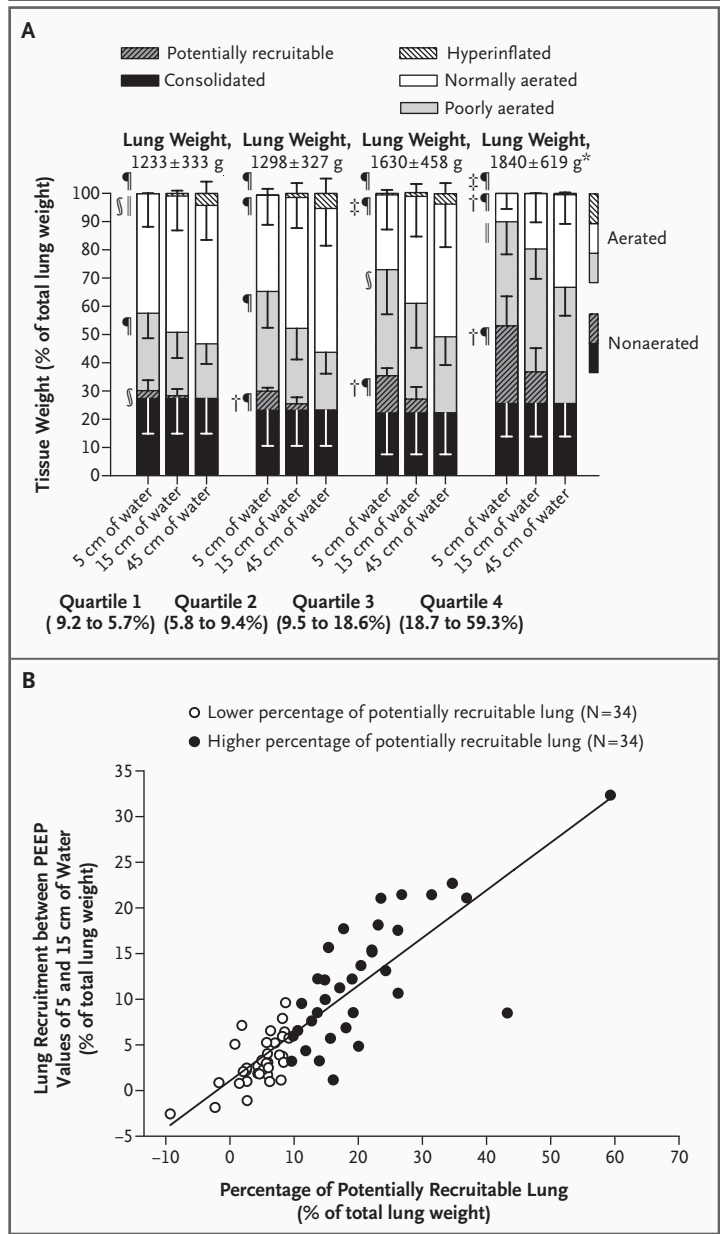 A
Potentially recruitable
Hyperinflated
Consolidated
Normally aerated
Poorly aerated
Lung Weight, Lung Weight, Lung Weight, Lung Weight,
1233±333 g 1298±327 g 1630±458 g 1840±619 g*
¶ ¶ ¶ ‡¶
§‖ ¶ ‡¶ †¶
‖
§
¶
¶
†¶
†¶
§
†¶
Tissue Weight (% of total lung weight)
100
90
80
70
60
50
40
30
20
10
0
Aerated
Nonaerated
5 cm of water
15 cm of water
45 cm of water
5 cm of water
15 cm of water
45 cm of water
5 cm of water
15 cm of water
45 cm of water
5 cm of water
15 cm of water
45 cm of water
Quartile 1 Quartile 2 Quartile 3 Quartile 4
( 9.2 to 5.7%) (5.8 to 9.4%) (9.5 to 18.6%) (18.7 to 59.3%)
B
Lower percentage of potentially recruitable lung (N=34)
Higher percentage of potentially recruitable lung (N=34)
Lung Recruitment between PEEP
Values of 5 and 15 cm of Water
(% of total lung weight)
35
30
25
20
15
10
5
0
−5
−10 0 10 20 30 40 50 60 70
Percentage of Potentially Recruitable Lung
(% of total lung weight)